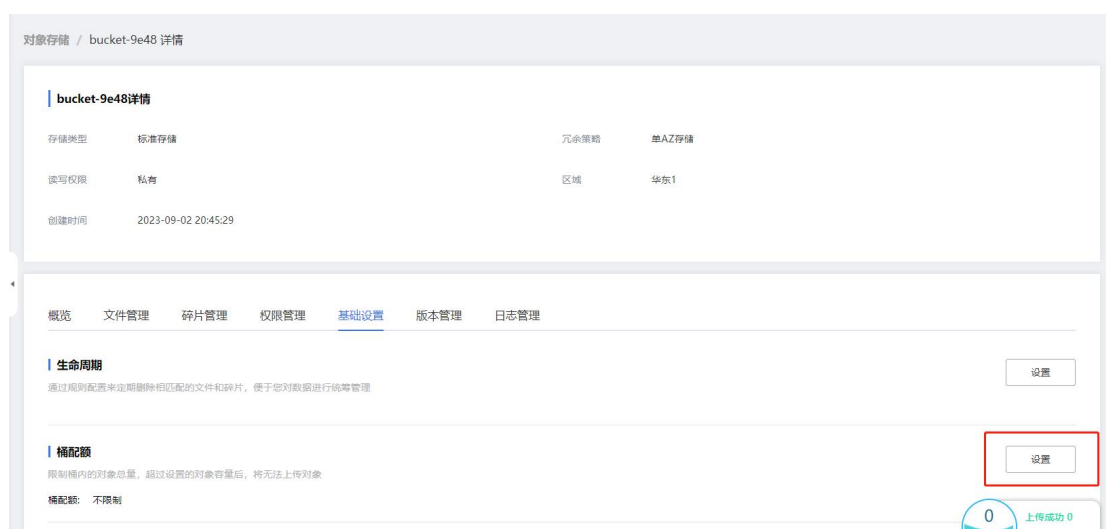 对象存储 / bucket-9e48 详情
bucket-9e48详情
存储类型 标准存储 冗余策略 单AZ存储
读写权限 私有 区域 华东1
创建时间 2023-09-02 20:45:29
概览 文件管理 碎片管理 权限管理 基础设置 版本管理 日志管理
生命周期
设置
通过规则配置来定期删除相匹配的文件和碎片，便于您对数据进行统筹管理
桶配额
设置
限制桶内的对象总量，超过设置的对象容量后，将无法上传对象
桶配额: 不限制
0 上传成功 0